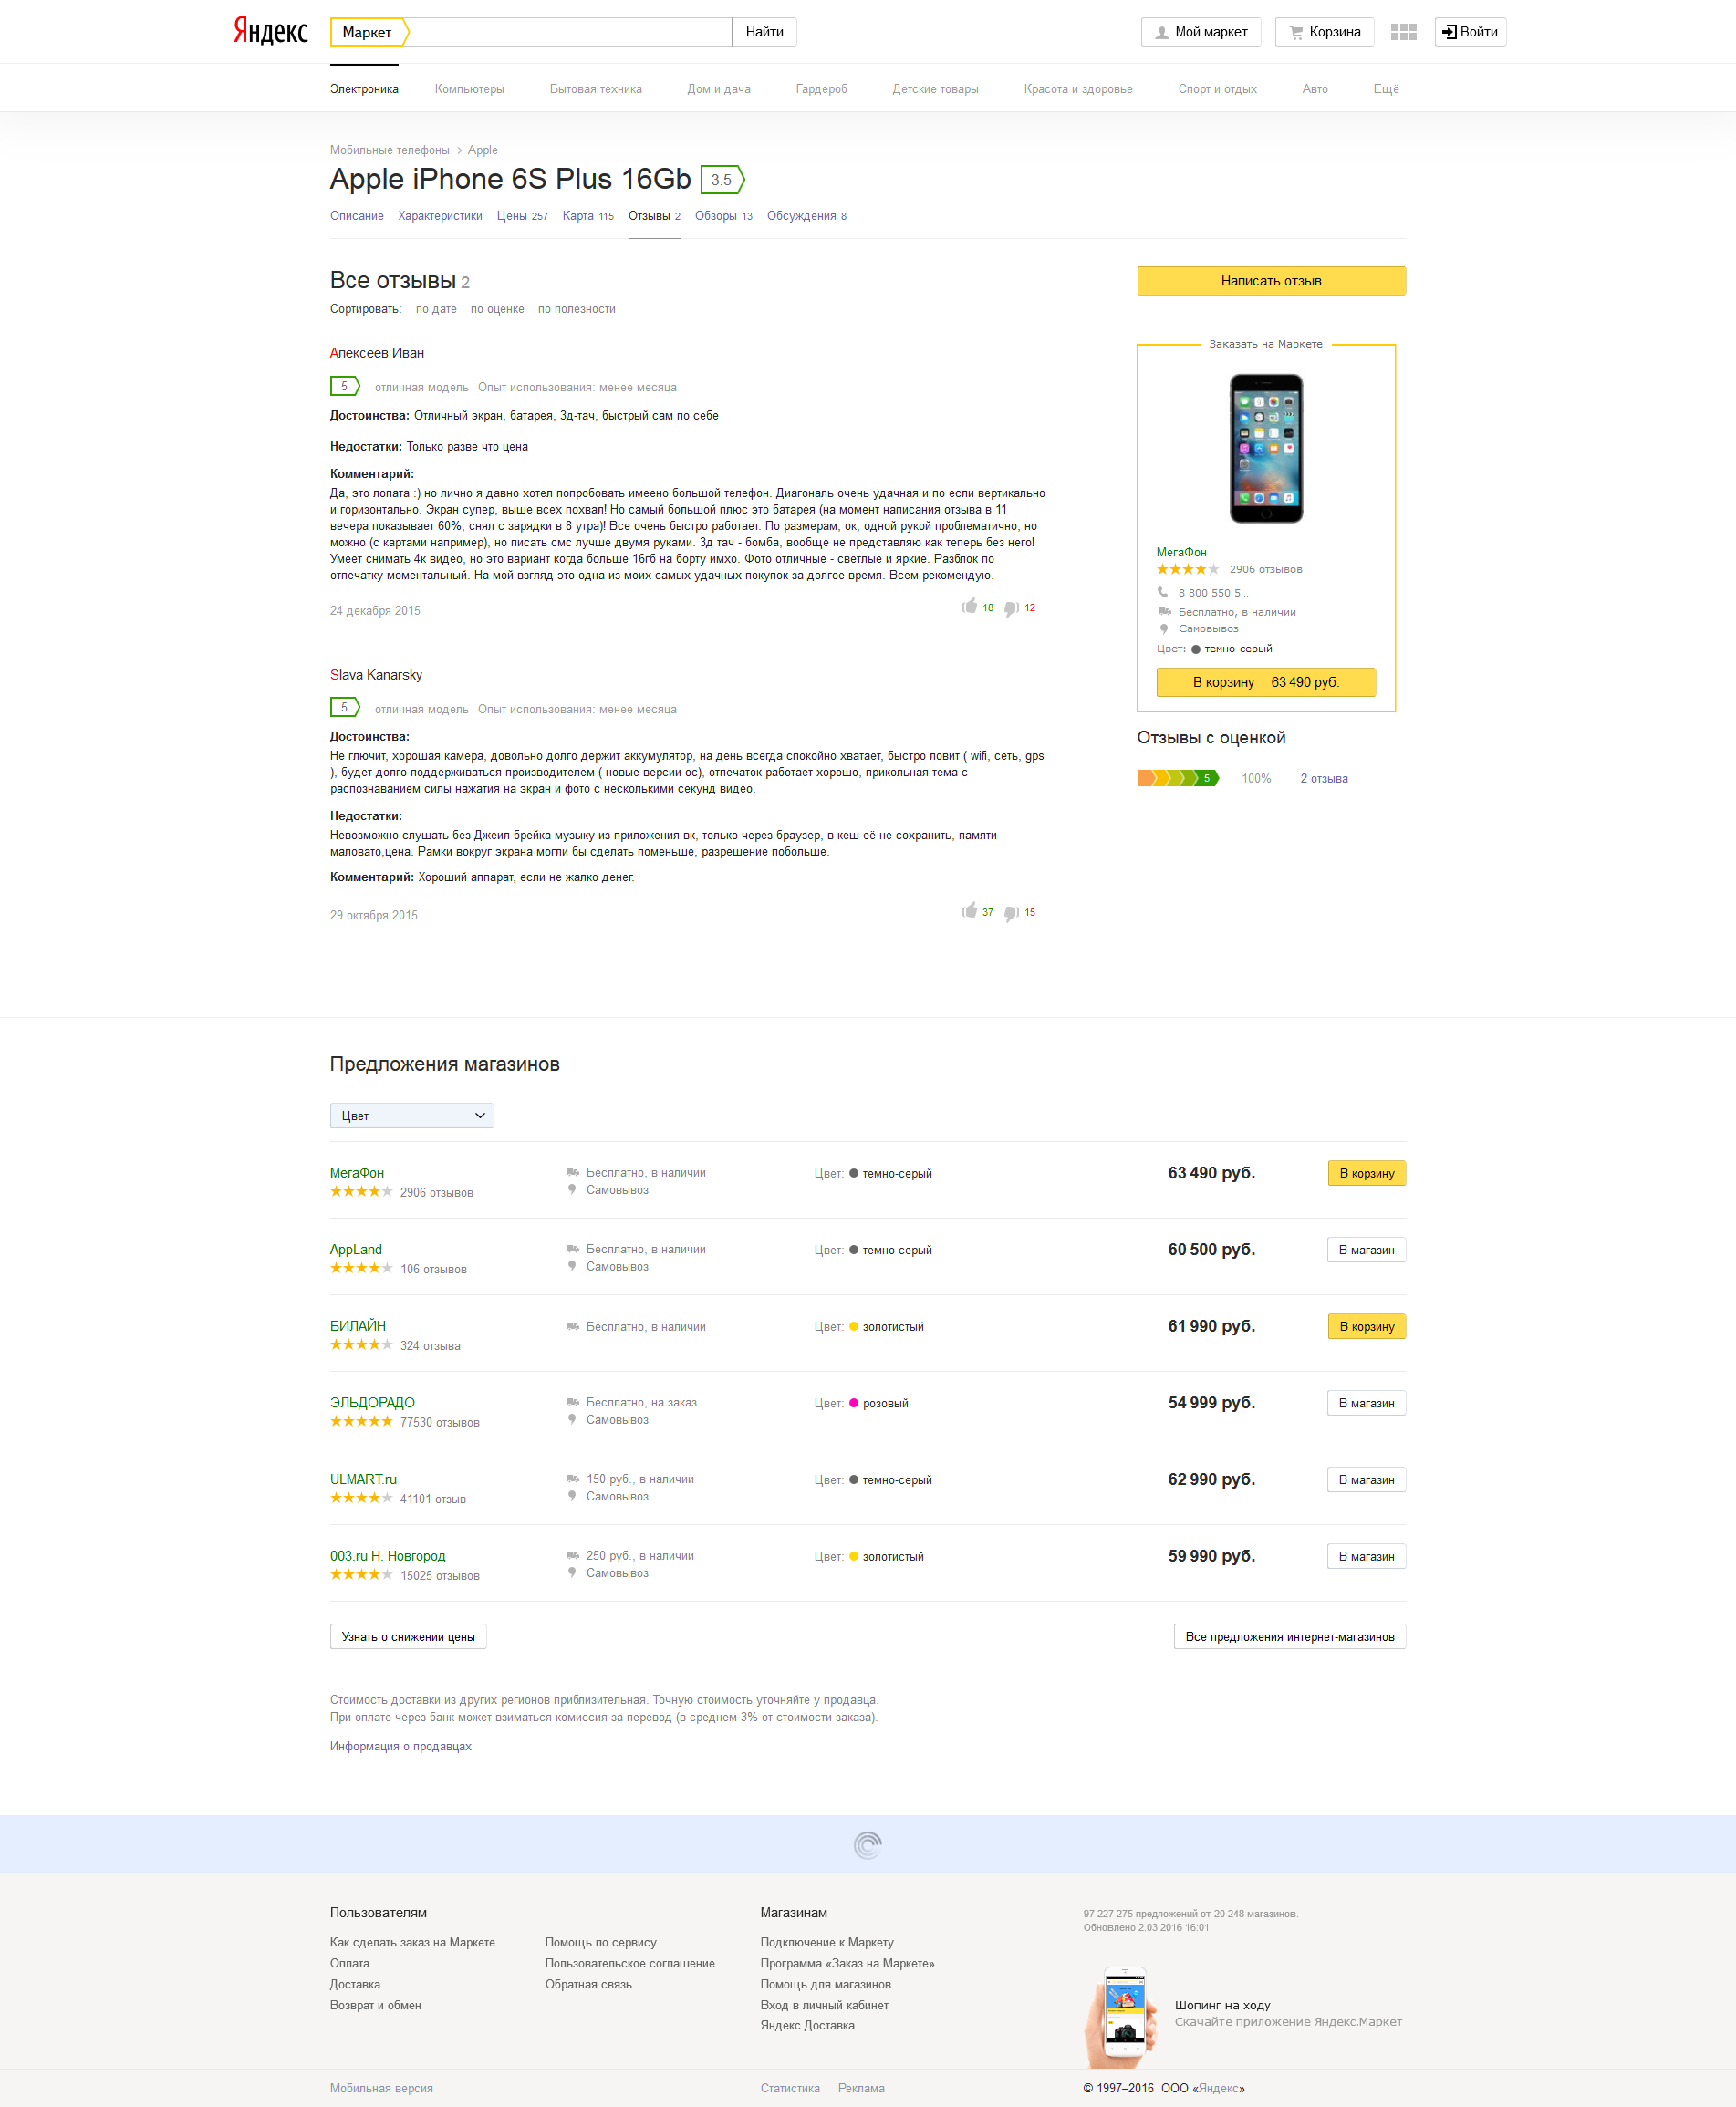 Яндекс
Маркет
Найти
Мой маркет
Корзина
Войти
Электроника Компьютеры Бытовая техника Дом и дача Гардероб Детские товары Красота и здоровье Спорт и отдых Авто Ещё
Мобильные телефоны Apple
Apple iPhone 6S Plus 16Gb 3.5
Описание Характеристики Цены 257 Карта 115 Отзывы 2 Обзоры 13 Обсуждения 8
Все отзывы 2
Сортировать: по дате по оценке по полезности
Алексеев Иван
5 отличная модель Опыт использования: менее месяца
Достоинства: Отличный экран, батарея, 3д-тач, быстрый сам по себе
Недостатки: Только разве что цена
Комментарий:
Да, это лопата :) но лично я давно хотел попробовать имеено большой телефон. Диагональ очень удачная и по если вертикально
и горизонтально. Экран супер, выше всех похвал! Но самый большой плюс это батарея (на момент написания отзыва в 11
вечера показывает 60%, снял с зарядки в 8 утра)! Все очень быстро работает. По размерам, ок, одной рукой проблематично, но
можно (с картами например), но писать смс лучше двумя руками. 3д тач - бомба, вообще не представляю как теперь без него!
Умеет снимать 4к видео, но это вариант когда больше 16гб на борту имхо. Фото отличные - светлые и яркие. Разблок по
отпечатку моментальный. На мой взгляд это одна из моих самых удачных покупок за долгое время. Всем рекомендую.
24 декабря 2015
18 12
Slava Kanarsky
5 отличная модель Опыт использования: менее месяца
Достоинства:
Не глючит, хорошая камера, довольно долго держит аккумулятор, на день всегда спокойно хватает, быстро ловит ( wifi, сеть, gps
), будет долго поддерживаться производителем ( новые версии ос), отпечаток работает хорошо, прикольная тема с
распознаванием силы нажатия на экран и фото с несколькими секунд видео.
Недостатки:
Невозможно слушать без Джеил брейка музыку из приложения вк, только через браузер, в кеш её не сохранить, памяти
маловато,цена. Рамки вокруг экрана могли бы сделать поменьше, разрешение побольше.
Комментарий: Хороший аппарат, если не жалко денег.
29 октября 2015
37 15
Написать отзыв
Заказать на Маркете
МегаФон
2906 отзывов
8 800 550 5...
Бесплатно, в наличии
Самовывоз
Цвет: темно-серый
В корзину 63 490 руб.
Отзывы с оценкой
5 100% 2 отзыва
Предложения магазинов
Цвет
МегаФон
2906 отзывов
Бесплатно, в наличии
Самовывоз
Цвет: темно-серый
63 490 руб.
В корзину
AppLand
106 отзывов
Бесплатно, в наличии
Самовывоз
Цвет: темно-серый
60 500 руб.
В магазин
БИЛАЙН
324 отзыва
Бесплатно, в наличии
Цвет: золотистый
61 990 руб.
В корзину
ЭЛЬДОРАДО
77530 отзывов
Бесплатно, на заказ
Самовывоз
Цвет: розовый
54 999 руб.
В магазин
ULMART.ru
41101 отзыв
150 руб., в наличии
Самовывоз
Цвет: темно-серый
62 990 руб.
В магазин
003.ru Н. Новгород
15025 отзывов
250 руб., в наличии
Самовывоз
Цвет: золотистый
59 990 руб.
В магазин
Узнать о снижении цены
Все предложения интернет-магазинов
Стоимость доставки из других регионов приблизительная. Точную стоимость уточняйте у продавца.
При оплате через банк может взиматься комиссия за перевод (в среднем 3% от стоимости заказа).
Информация о продавцах
Пользователям
Как сделать заказ на Маркете
Оплата
Доставка
Возврат и обмен
Помощь по сервису
Пользовательское соглашение
Обратная связь
Магазинам
Подключение к Маркету
Программа «Заказ на Маркете»
Помощь для магазинов
Вход в личный кабинет
Яндекс.Доставка
97 227 275 предложений от 20 248 магазинов.
Обновлено 2.03.2016 16:01.
Шопинг на ходу
Скачайте приложение Яндекс.Маркет
Мобильная версия
Статистика Реклама
© 1997–2016 ООО «Яндекс»